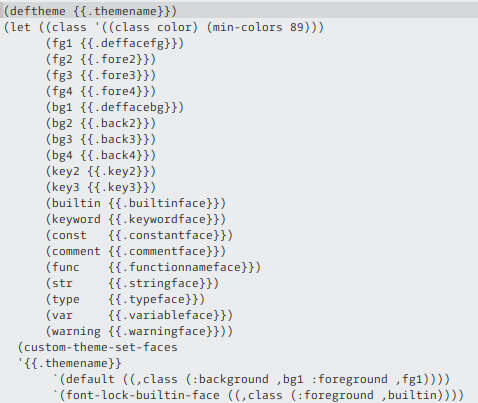 (deftheme {{.themename}})
(let ((class '((class color) (min-colors 89)))
      (fg1 {{.deffacefg}})
      (fg2 {{.fore2}})
      (fg3 {{.fore3}})
      (fg4 {{.fore4}})
      (bg1 {{.deffacebg}})
      (bg2 {{.back2}})
      (bg3 {{.back3}})
      (bg4 {{.back4}})
      (key2 {{.key2}})
      (key3 {{.key3}})
      (builtin {{.builtinface}})
      (keyword {{.keywordface}})
      (const   {{.constantface}})
      (comment {{.commentface}})
      (func    {{.functionnameface}})
      (str     {{.stringface}})
      (type    {{.typeface}})
      (var     {{.variableface}})
      (warning {{.warningface}}))
  (custom-theme-set-faces
  '{{.themename}}
       `(default ((,class (:background ,bg1 :foreground ,fg1))))
       `(font-lock-builtin-face ((,class (:foreground ,builtin))))